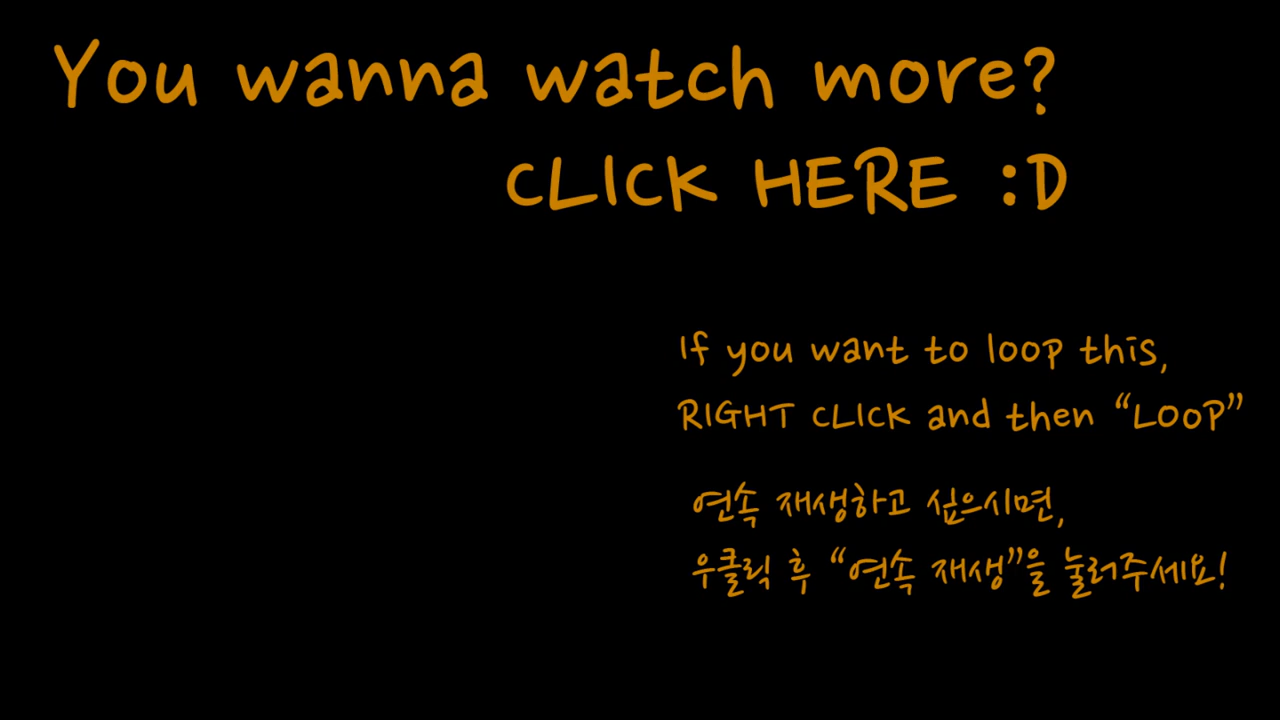 You wanna watch more?
CLICK HERE :D
If you want to loop this,
RIGHT CLICK and then “LOOP”
연속 재생하고 싶으시면,
우클릭 후 “연속 재생”을 눌러주세요!